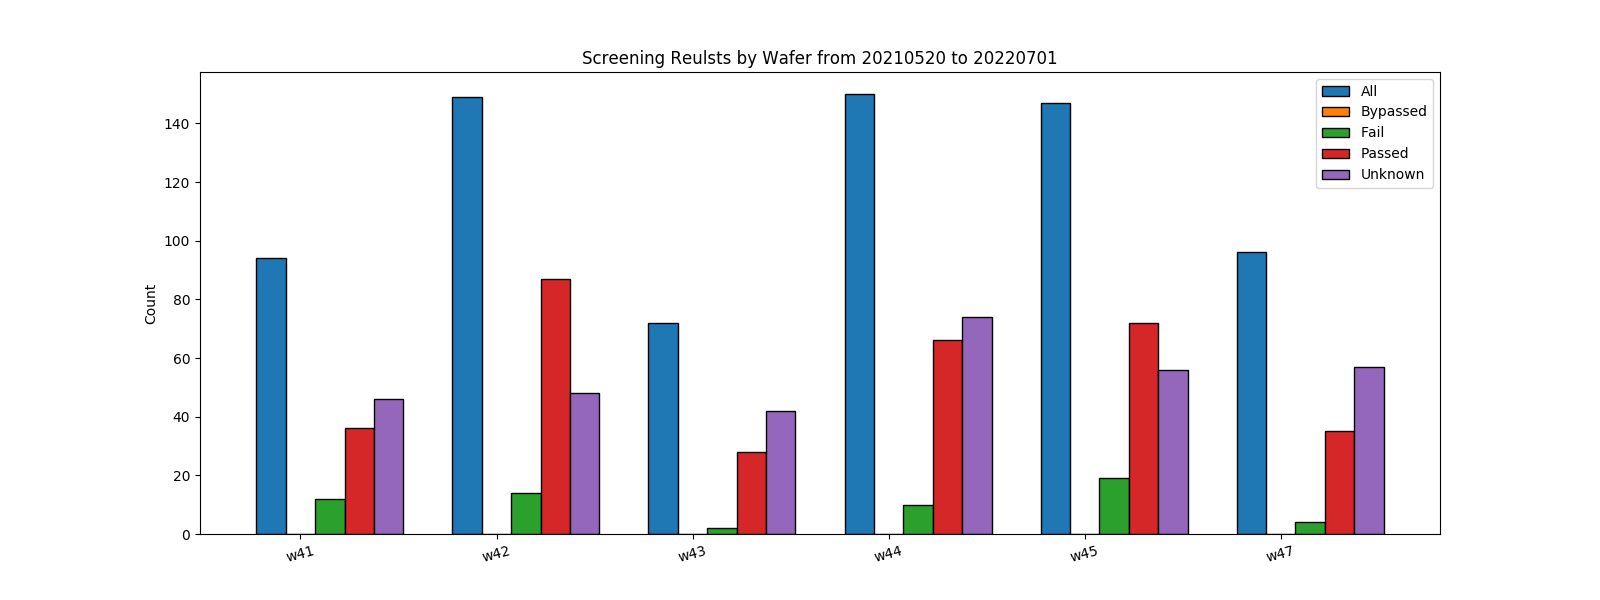 Screening Reulsts by Wafer from 20210520 to 20220701
All
Bypassed
Fail
Passed
Unknown
Count
140
120
100
80
60
40
20
0
w41
w42
w43
w44
w45
w47